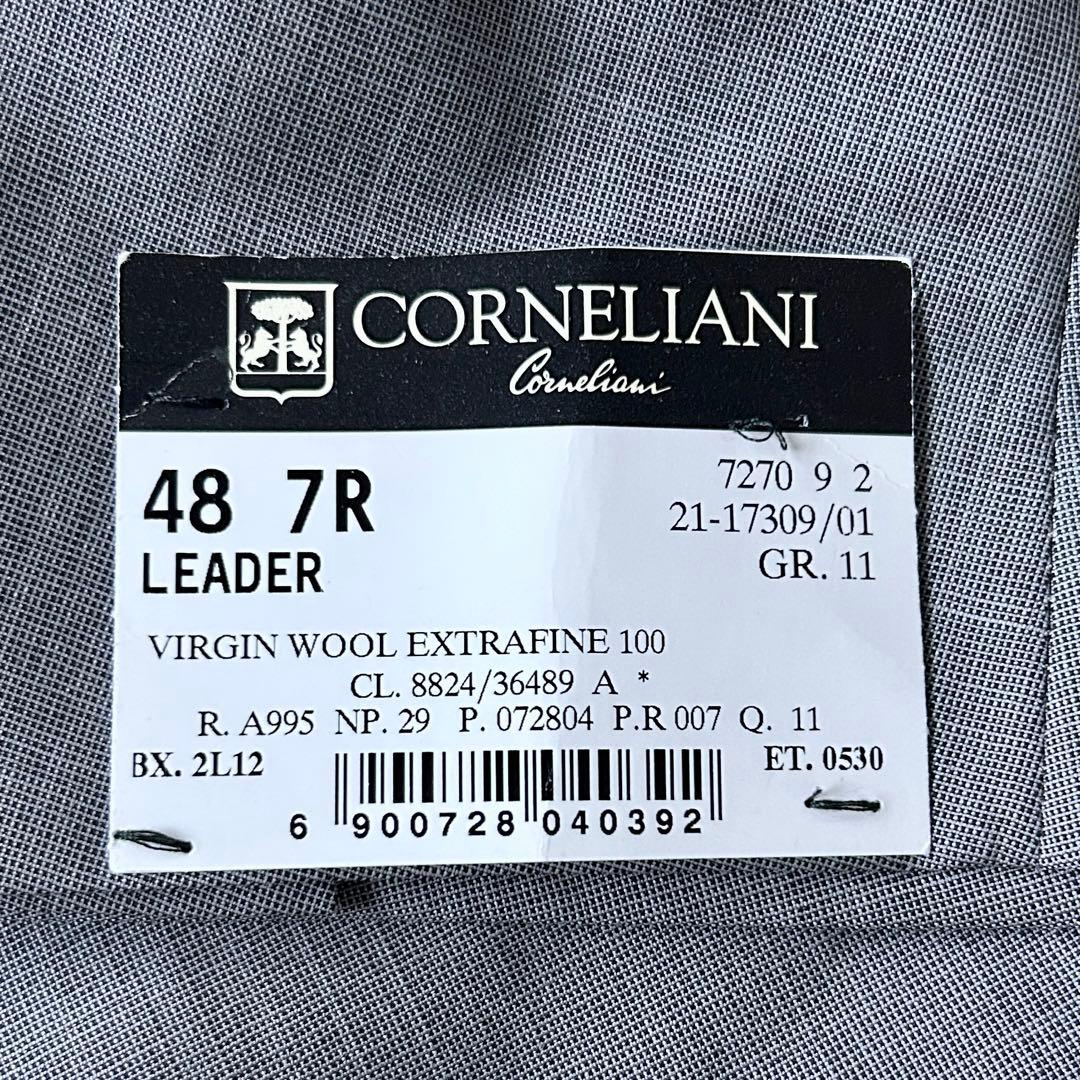 CORNELIANI
Corneliani
48 7R
LEADER
7270 9 2
21-17309/01
GR. 11
VIRGIN WOOL EXTRAFINE 100
CL. 8824/36489 A *
R. A995 NP. 29 P. 072804 P.R 007 Q. 11
BX. 2L12
ET. 0530
6 900728 040392